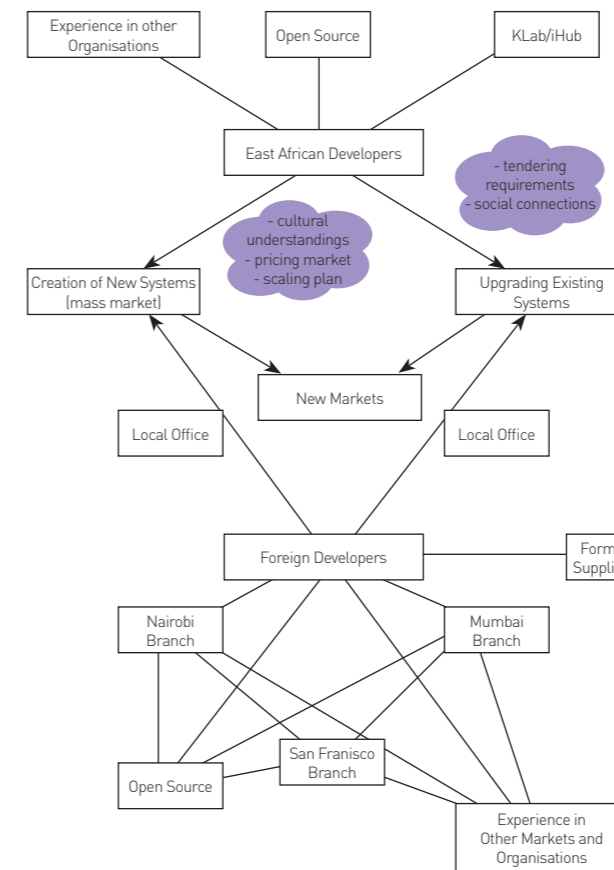 Experience in other
Organisations
Open Source
KLab/iHub
East African Developers
- tendering
requirements
- social connections
- cultural
understandings
- pricing market
- scaling plan
Creation of New Systems
(mass market)
Upgrading Existing
Systems
New Markets
Local Office
Local Office
Foreign Developers
Nairobi
Branch
Mumbai
Branch
San Franisco
Branch
Open Source
Experience in
Other Markets and
Organisations